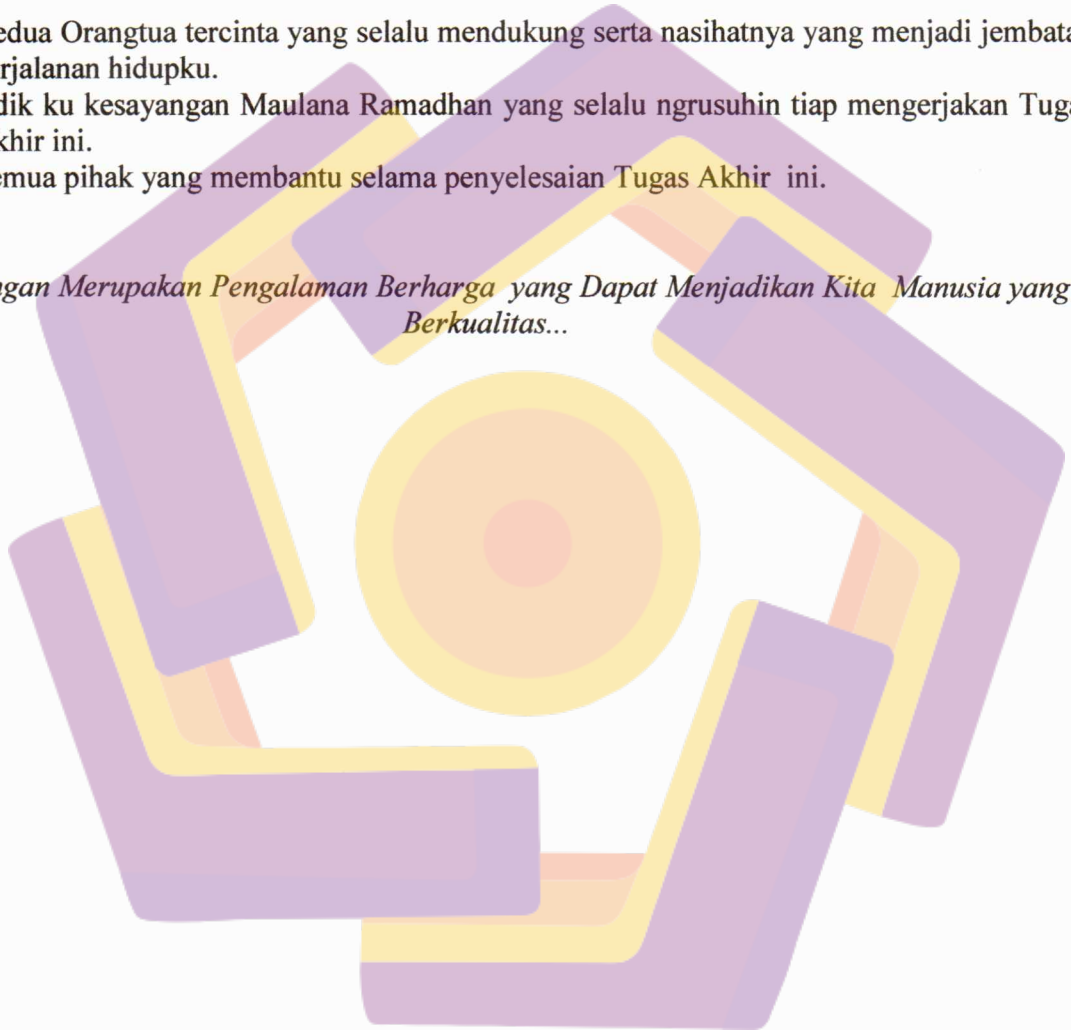 edua Orangtua tercinta yang selalu mendukung serta nasihatnya yang menjadi jembata
rjalanan hidupku.
dik ku kesayangan Maulana Ramadhan yang selalu ngrusuhin tiap mengerjakan Tuga
khir ini.
emua pihak yang membantu selama penyelesaian Tugas Akhir ini.
ngan Merupakan Pengalaman Berharga yang Dapat Menjadikan Kita Manusia yang
Berkualitas...